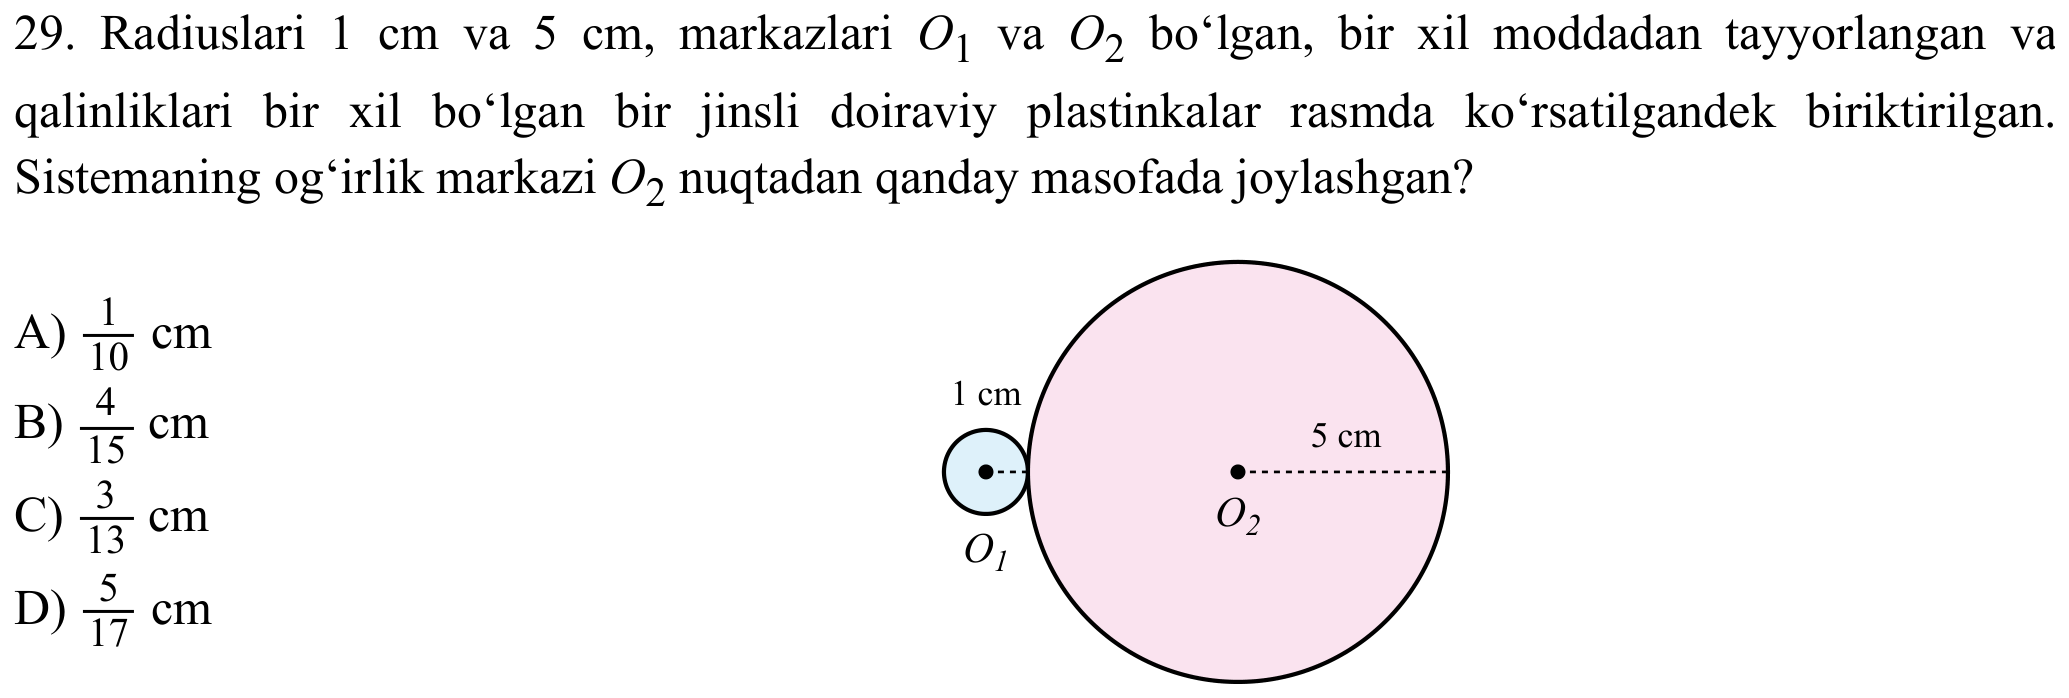 29. Radiuslari 1 cm va 5 cm, markazlari O₁ va O₂ bo‘lgan, bir xil moddadan tayyorlangan va
qalinliklari bir xil bo‘lgan bir jinsli doiraviy plastinkalar rasmda ko‘rsatilgandek biriktirilgan.
Sistemaning og‘irlik markazi O₂ nuqtadan qanday masofada joylashgan?
A) 1/10 cm
B) 4/15 cm
C) 3/13 cm
D) 5/17 cm
1 cm
5 cm
O₂
O₁